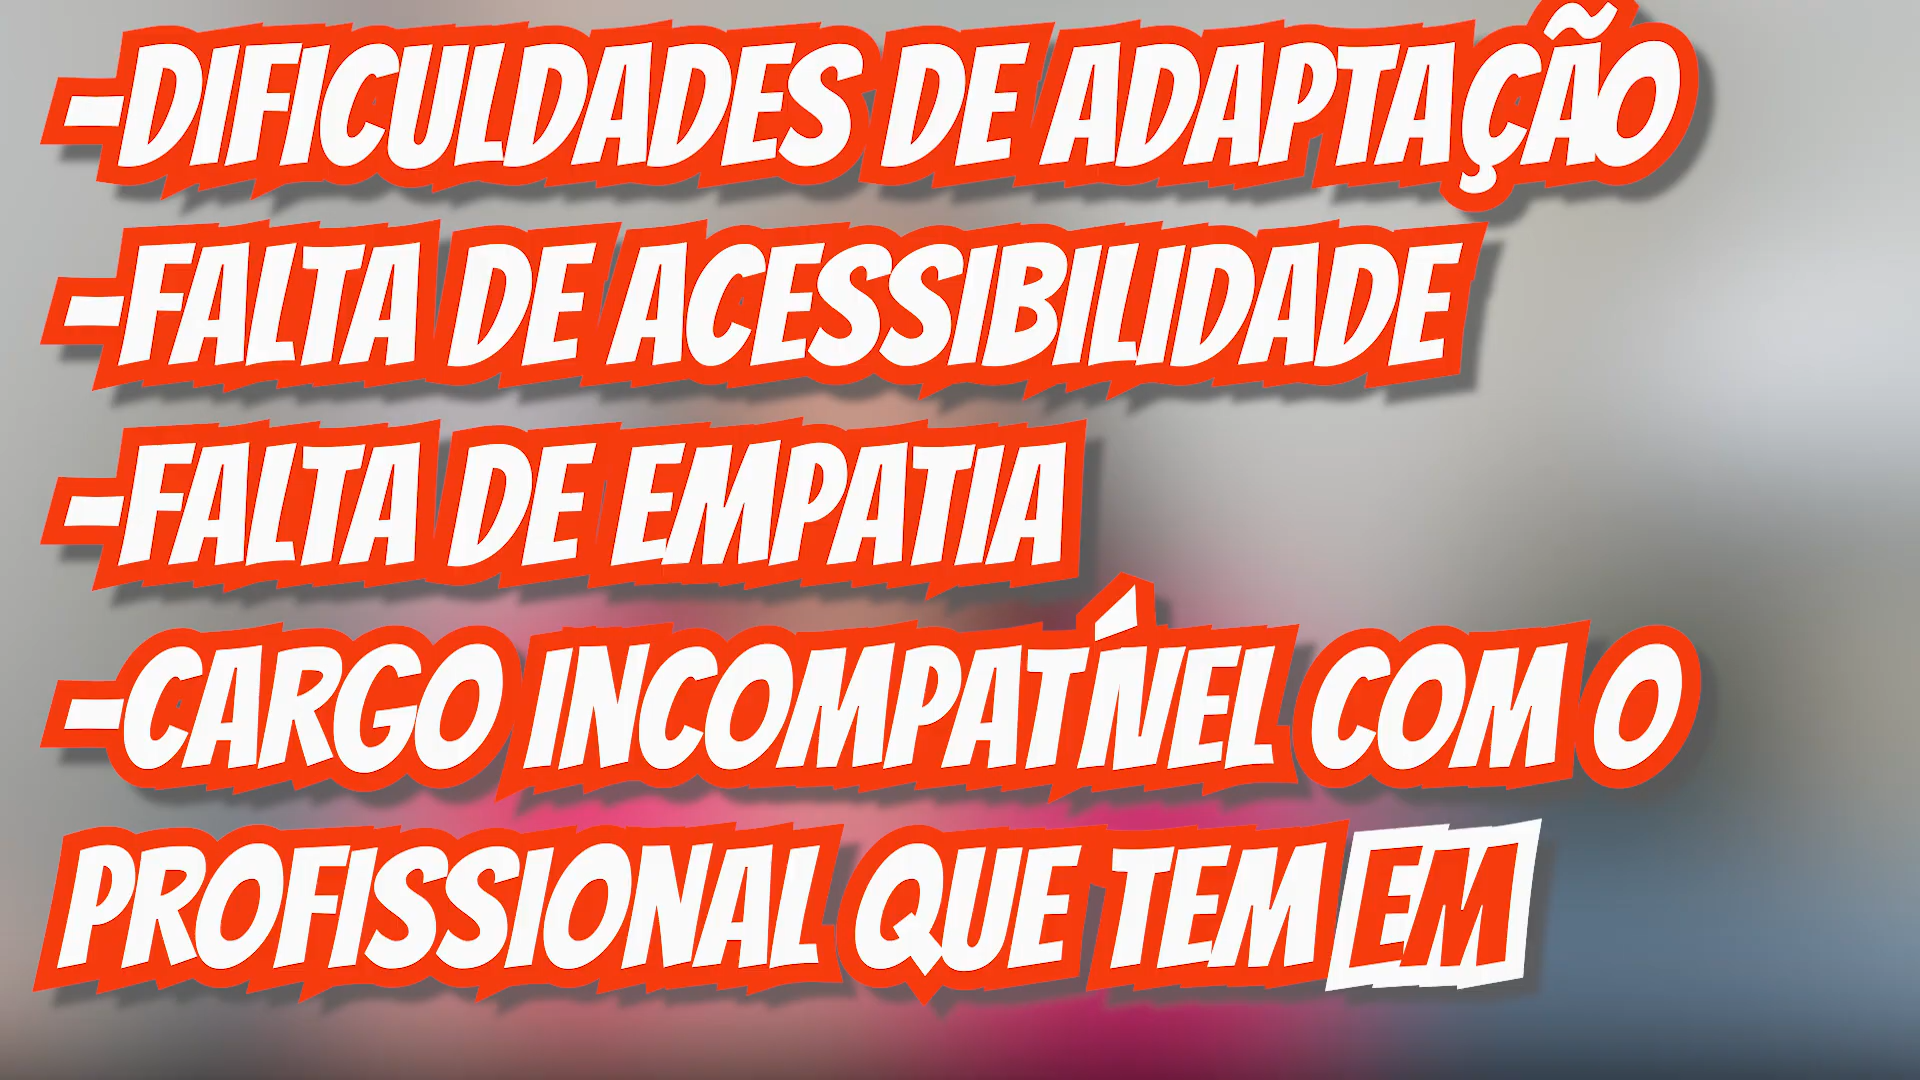 -DIFICULDADES DE ADAPTAÇÃO
-FALTA DE ACESSIBILIDADE
-FALTA DE EMPATIA
-CARGO INCOMPATÍVEL COM O
PROFISSIONAL QUE TEM EM